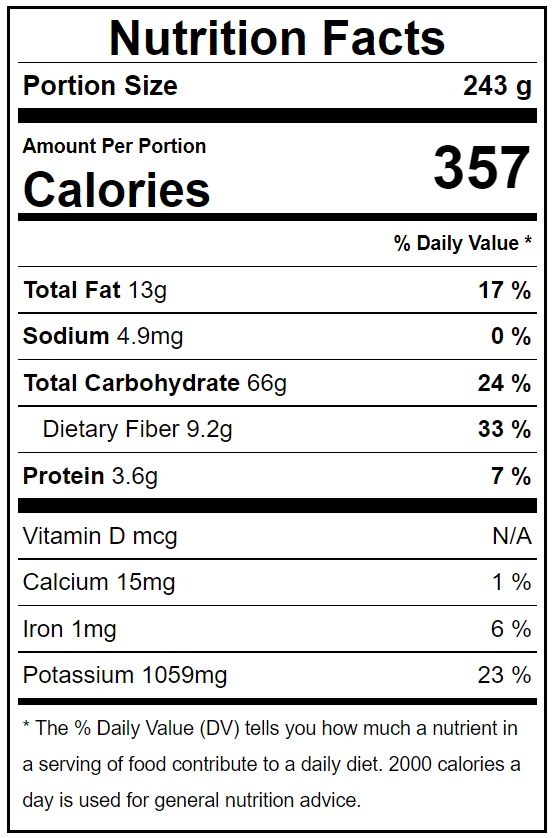 Nutrition Facts
Portion Size 243 g
Amount Per Portion
Calories 357
% Daily Value *
Total Fat 13g 17 %
Sodium 4.9mg 0 %
Total Carbohydrate 66g 24 %
Dietary Fiber 9.2g 33 %
Protein 3.6g 7 %
Vitamin D mcg N/A
Calcium 15mg 1 %
Iron 1mg 6 %
Potassium 1059mg 23 %
* The % Daily Value (DV) tells you how much a nutrient in
a serving of food contribute to a daily diet. 2000 calories a
day is used for general nutrition advice.